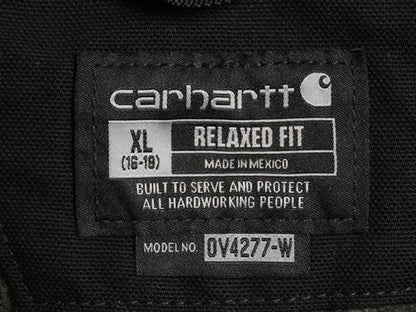 carhartt
XL
(16-18)
RELAXED FIT
MADE IN MEXICO
BUILT TO SERVE AND PROTECT
ALL HARDWORKING PEOPLE
MODEL NO. OV4277-W